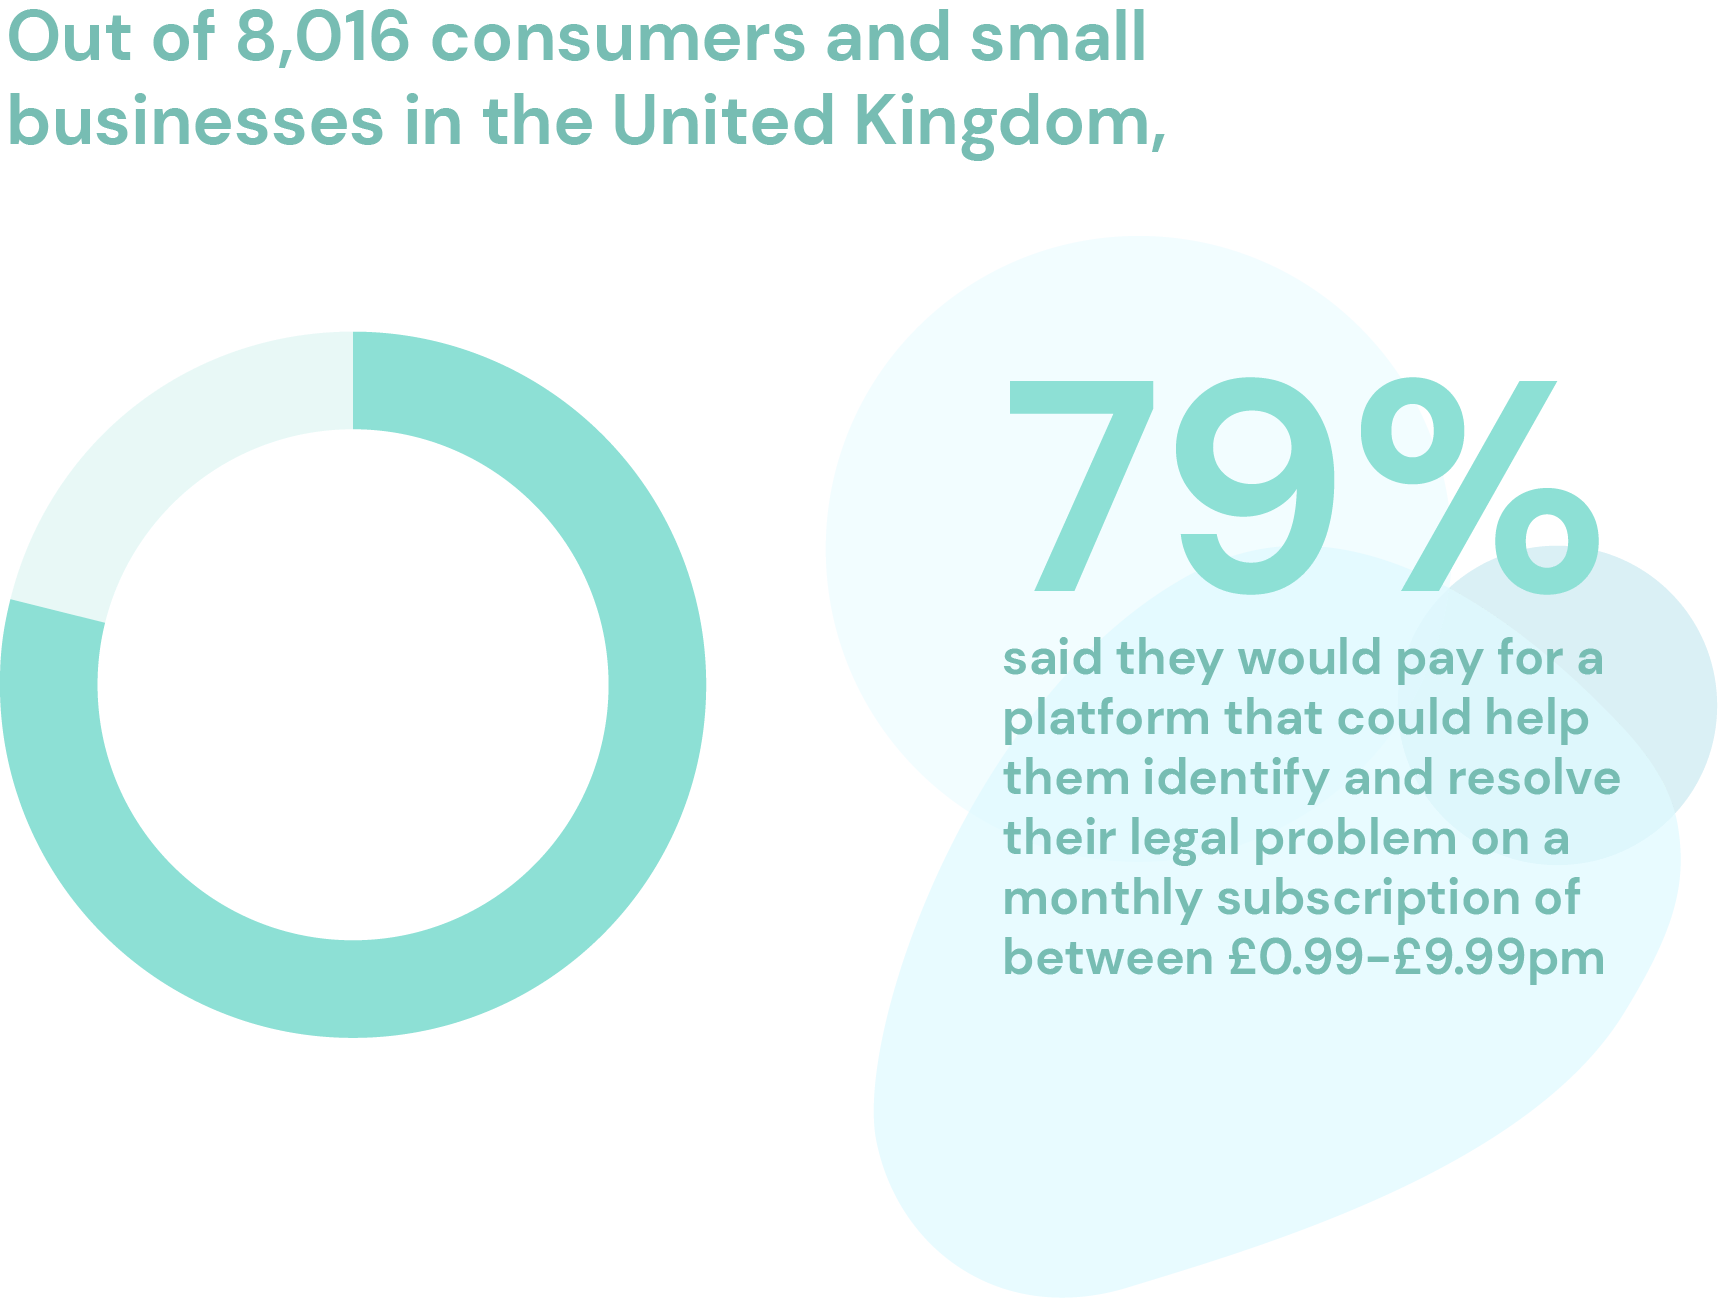 Out of 8,016 consumers and small
businesses in the United Kingdom,
79%
said they would pay for a
platform that could help
them identify and resolve
their legal problem on a
monthly subscription of
between £0.99-£9.99pm